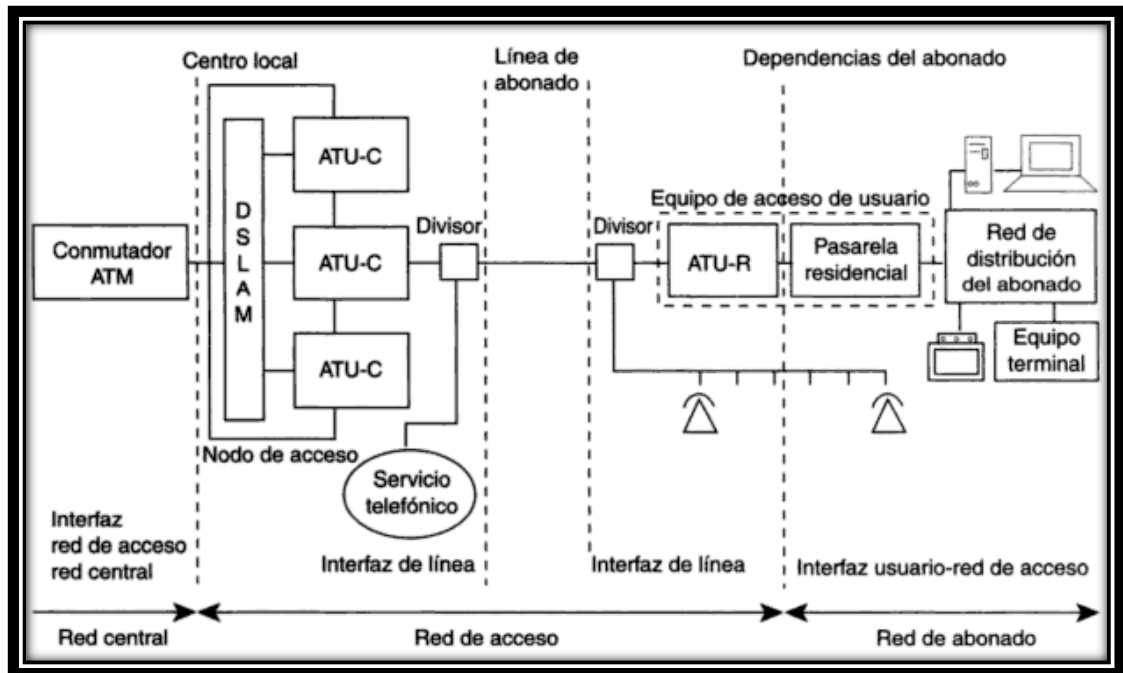 Centro local
Línea de
abonado
Dependencias del abonado
Conmutador
ATM
D
S
L
A
M
ATU-C
ATU-C
ATU-C
Nodo de acceso
Divisor
Servicio
telefónico
Divisor
Equipo de acceso de usuario
ATU-R
Pasarela
residencial
Red de
distribución
del abonado
Equipo
terminal
Interfaz
red de acceso
red central
Interfaz de línea
Interfaz de línea
Interfaz usuario-red de acceso
Red central
Red de acceso
Red de abonado